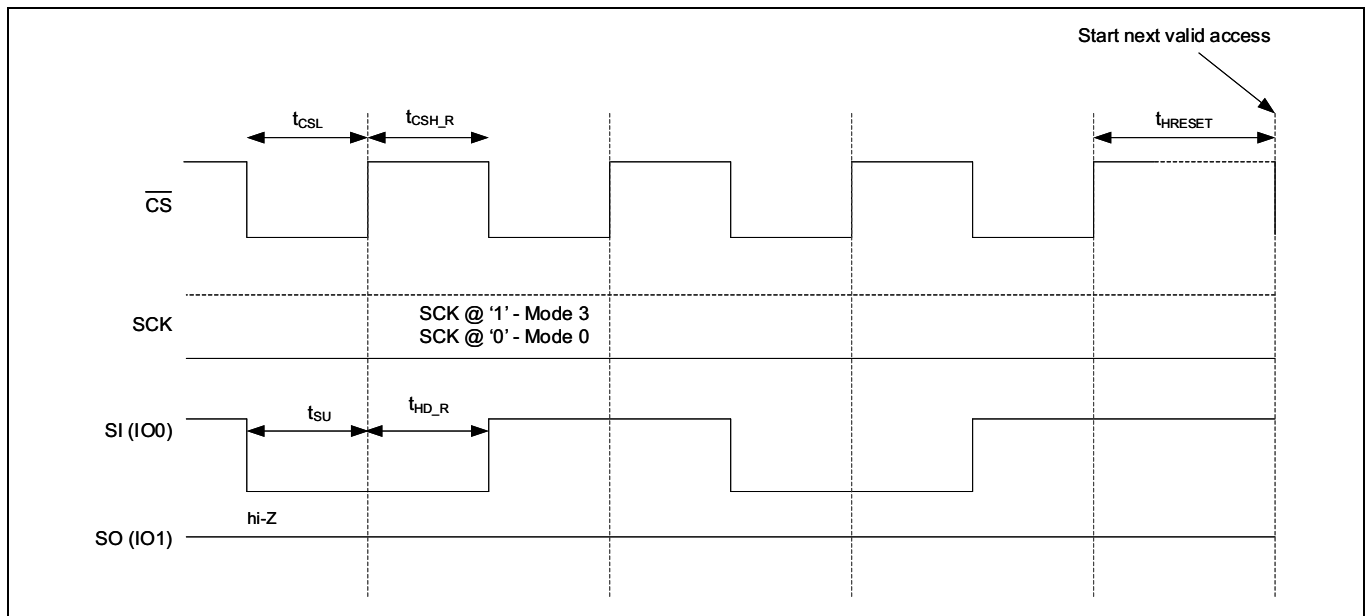 Start next valid access
tCSL
tCSH_R
tHRESET
CS
SCK
SCK @ ‘1’ - Mode 3
SCK @ ‘0’ - Mode 0
tSU
tHD_R
SI (IO0)
hi-Z
SO (IO1)